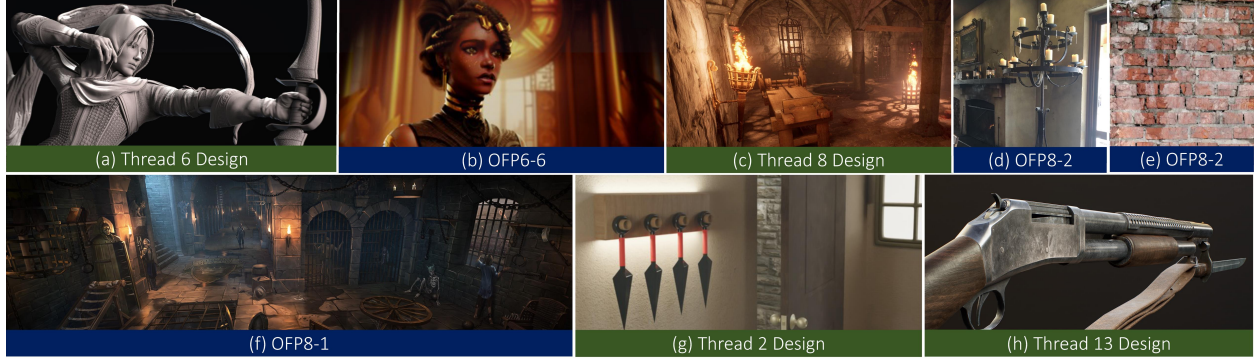 (a) Thread 6 Design
(b) OFP6-6
(c) Thread 8 Design
(d) OFP8-2
(e) OFP8-2
(f) OFP8-1
(g) Thread 2 Design
(h) Thread 13 Design